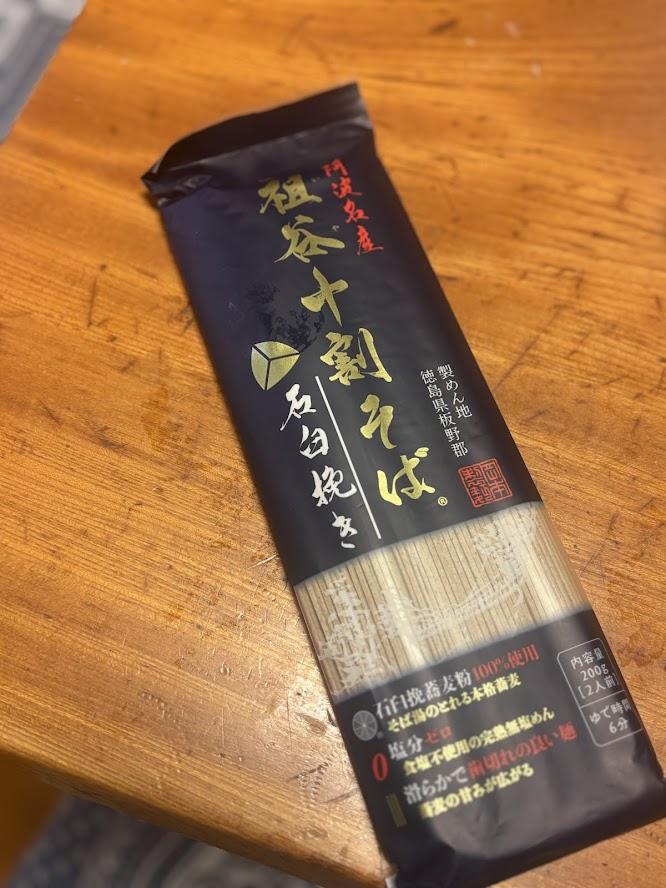 阿波名産
祖谷十割そば®
石臼挽き
製めん地
徳島県板野郡
石臼挽蕎麦粉100%使用
そば湯のとれる本格蕎麦
0 塩分ゼロ
食塩不使用の完熟無塩めん
滑らかで歯切れの良い麺
蕎麦の甘みが広がる
内容量
200g
(2人前)
ゆで時間
6分